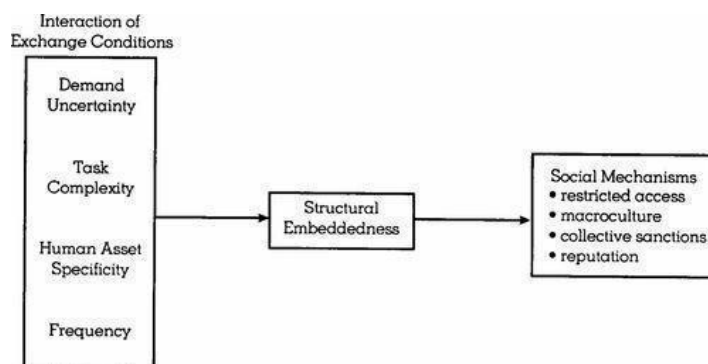 Interaction of
Exchange Conditions
Demand
Uncertainty
Task
Complexity
Human Asset
Specificity
Frequency
Structural
Embeddedness
Social Mechanisms
• restricted access
• macroculture
• collective sanctions
• reputation